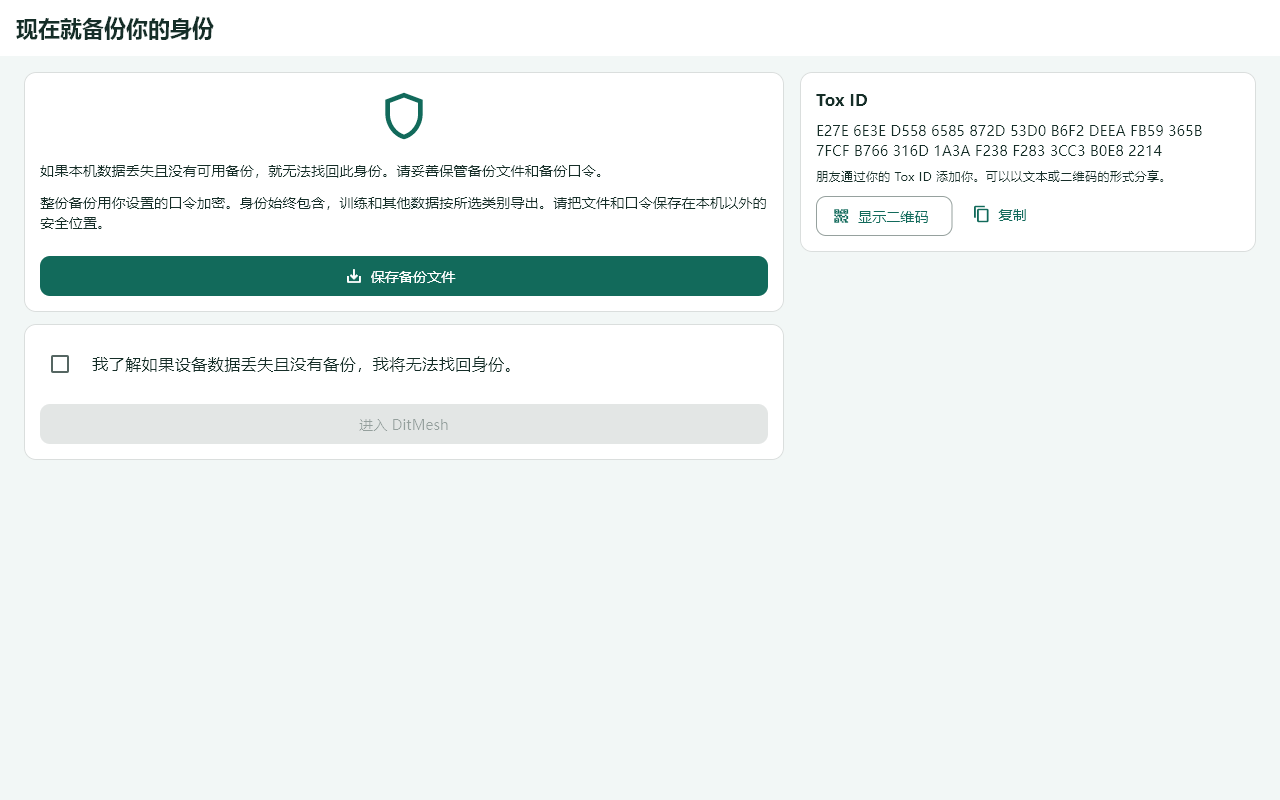 现在就备份你的身份
如果本机数据丢失且没有可用备份，就无法找回此身份。请妥善保管备份文件和备份口令。
整份备份用你设置的口令加密。身份始终包含，训练和其他数据按所选类别导出。请把文件和口令保存在本机以外的
安全位置。
保存备份文件
我了解如果设备数据丢失且没有备份，我将无法找回身份。
进入 DitMesh
Tox ID
E27E 6E3E D558 6585 872D 53D0 B6F2 DEEA FB59 365B
7FCF B766 316D 1A3A F238 F283 3CC3 B0E8 2214
朋友通过你的 Tox ID 添加你。可以以文本或二维码的形式分享。
显示二维码
复制